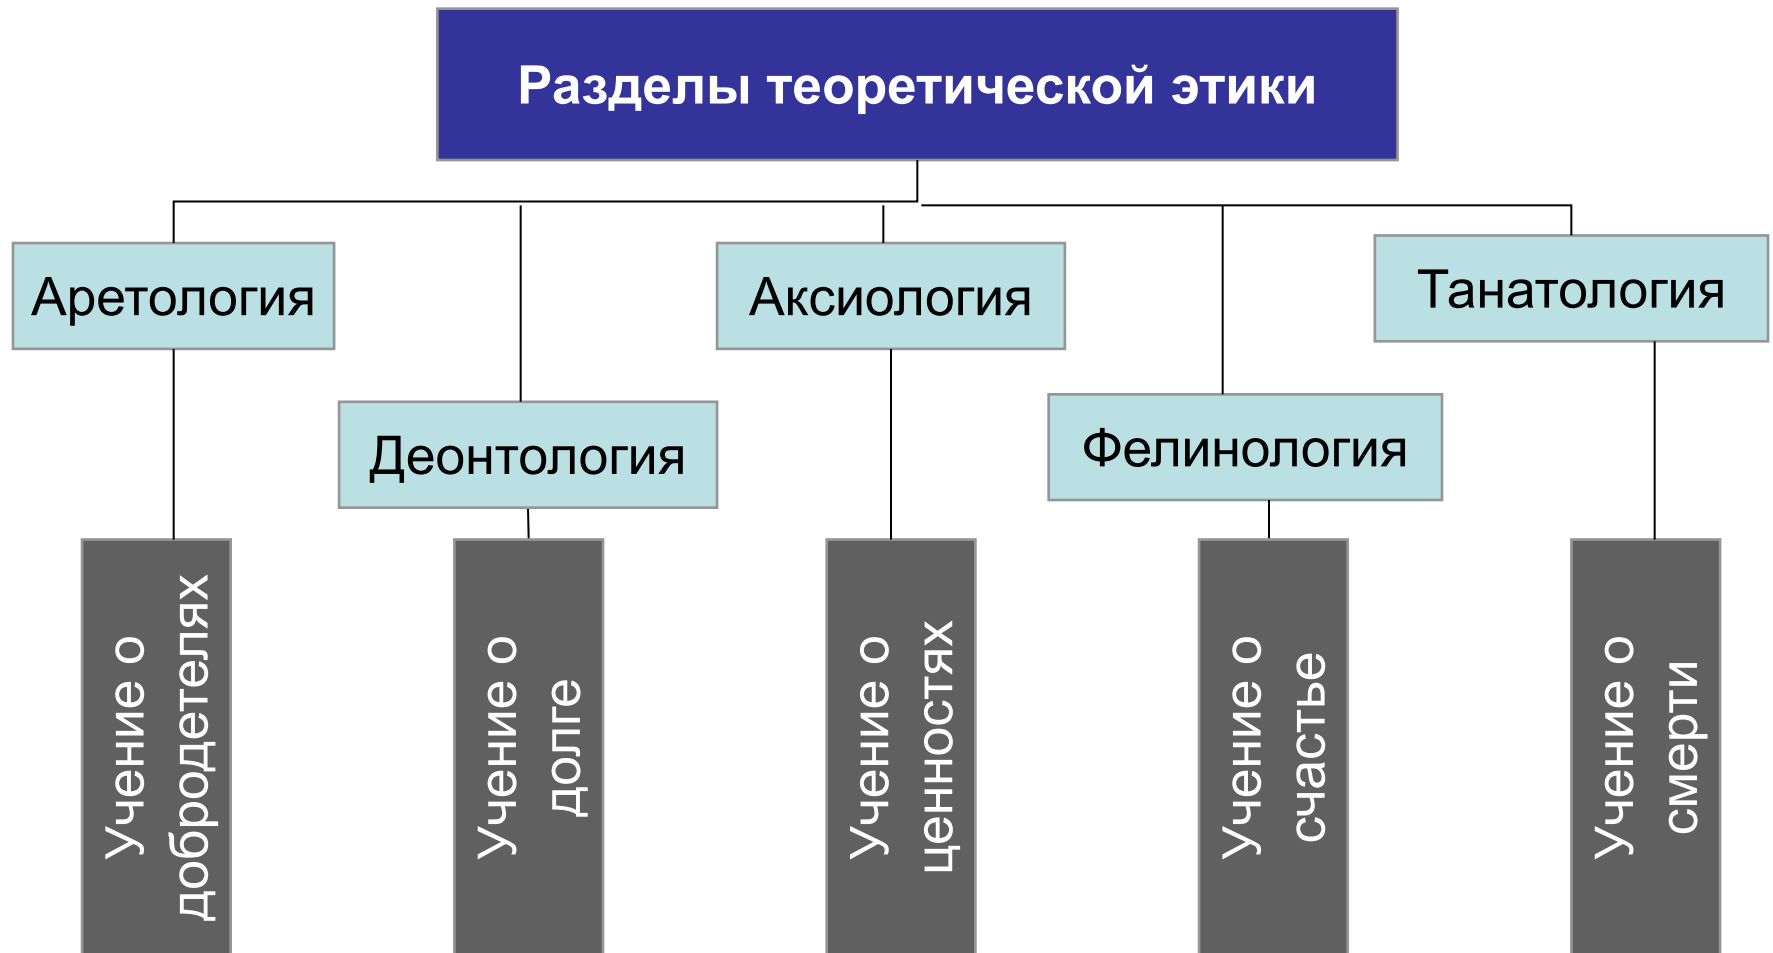 Разделы теоретической этики
Аретология
Аксиология
Танатология
Деонтология
Фелинология
Учение о
добродетелях
Учение о
долге
Учение о
ценностях
Учение о
счастье
Учение о
смерти